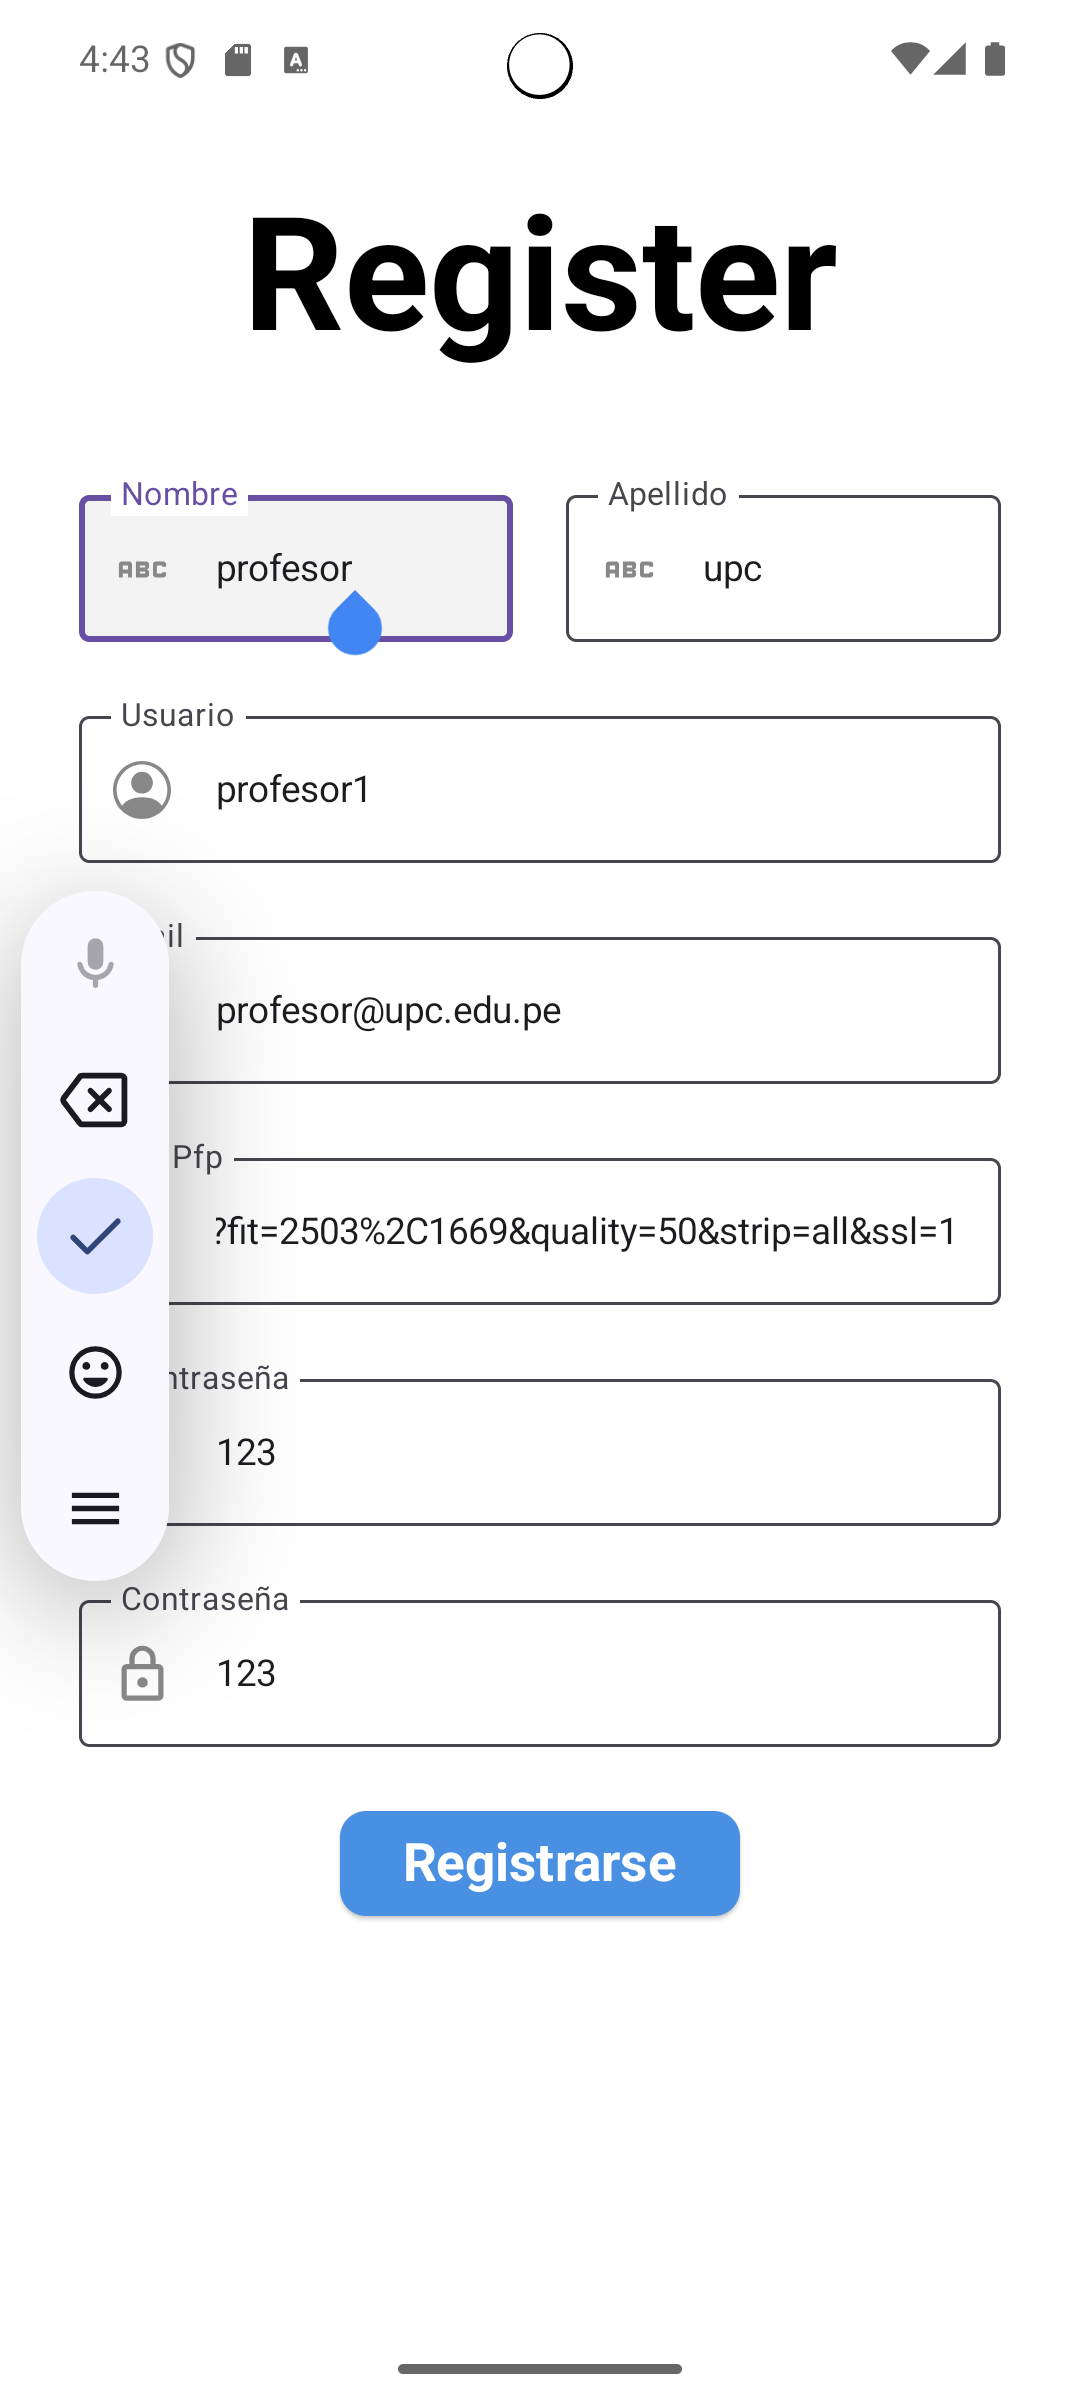 4:43
Register
Nombre
Apellido
ABC profesor
ABC upc
Usuario
profesor1
il
profesor@upc.edu.pe
Pfp
?fit=2503%2C1669&quality=50&strip=all&ssl=1
ntraseña
123
Contraseña
123
Registrarse